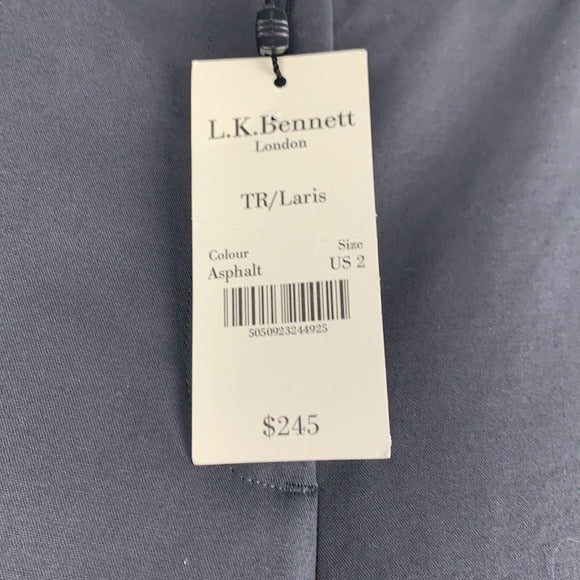 L.K.Bennett
London
TR/Laris
Colour Size
Asphalt US 2
5050923244925
$245